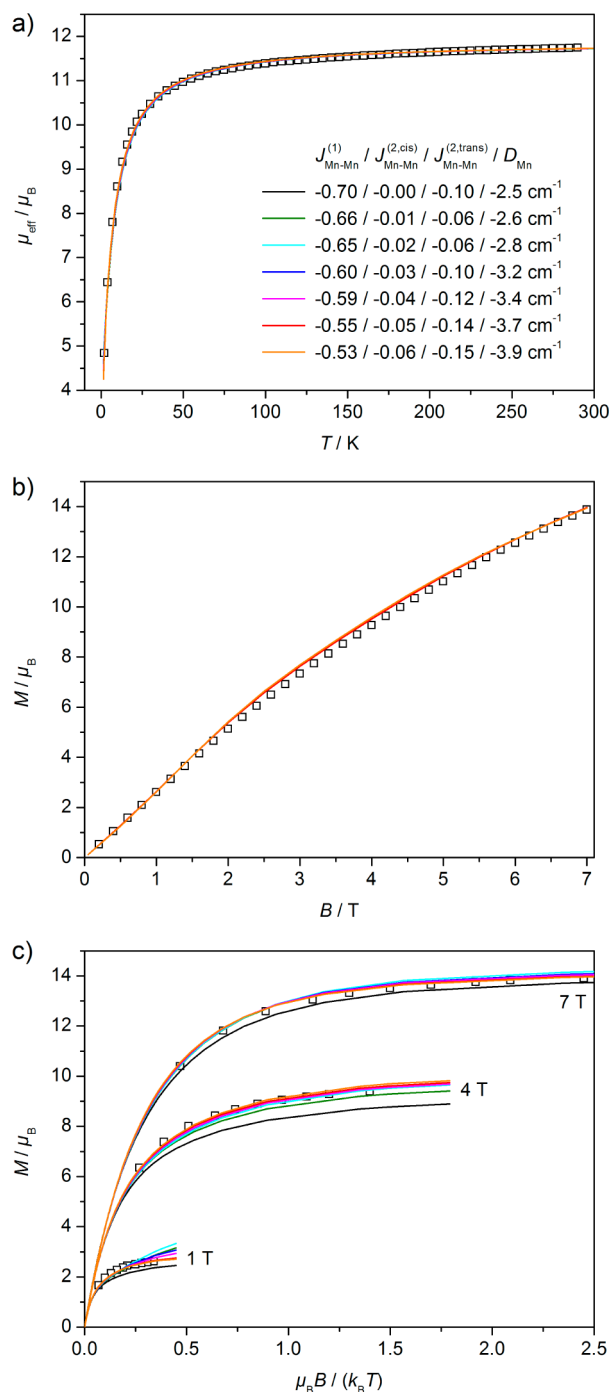 a)
12
11
10
9
8
7
6
5
4
μeff / μB
J(1)Mn-Mn / J(2,cis)Mn-Mn / J(2,trans)Mn-Mn / DMn
-0.70 / -0.00 / -0.10 / -2.5 cm-1
-0.66 / -0.01 / -0.06 / -2.6 cm-1
-0.65 / -0.02 / -0.06 / -2.8 cm-1
-0.60 / -0.03 / -0.10 / -3.2 cm-1
-0.59 / -0.04 / -0.12 / -3.4 cm-1
-0.55 / -0.05 / -0.14 / -3.7 cm-1
-0.53 / -0.06 / -0.15 / -3.9 cm-1
0 50 100 150 200 250 300
T / K
b)
14
12
10
8
6
4
2
0
M / μB
0 1 2 3 4 5 6 7
B / T
c)
16
14
12
10
8
6
4
2
0
M / μB
7 T
4 T
1 T
0.0 0.5 1.0 1.5 2.0 2.5
μBB / (kBT)